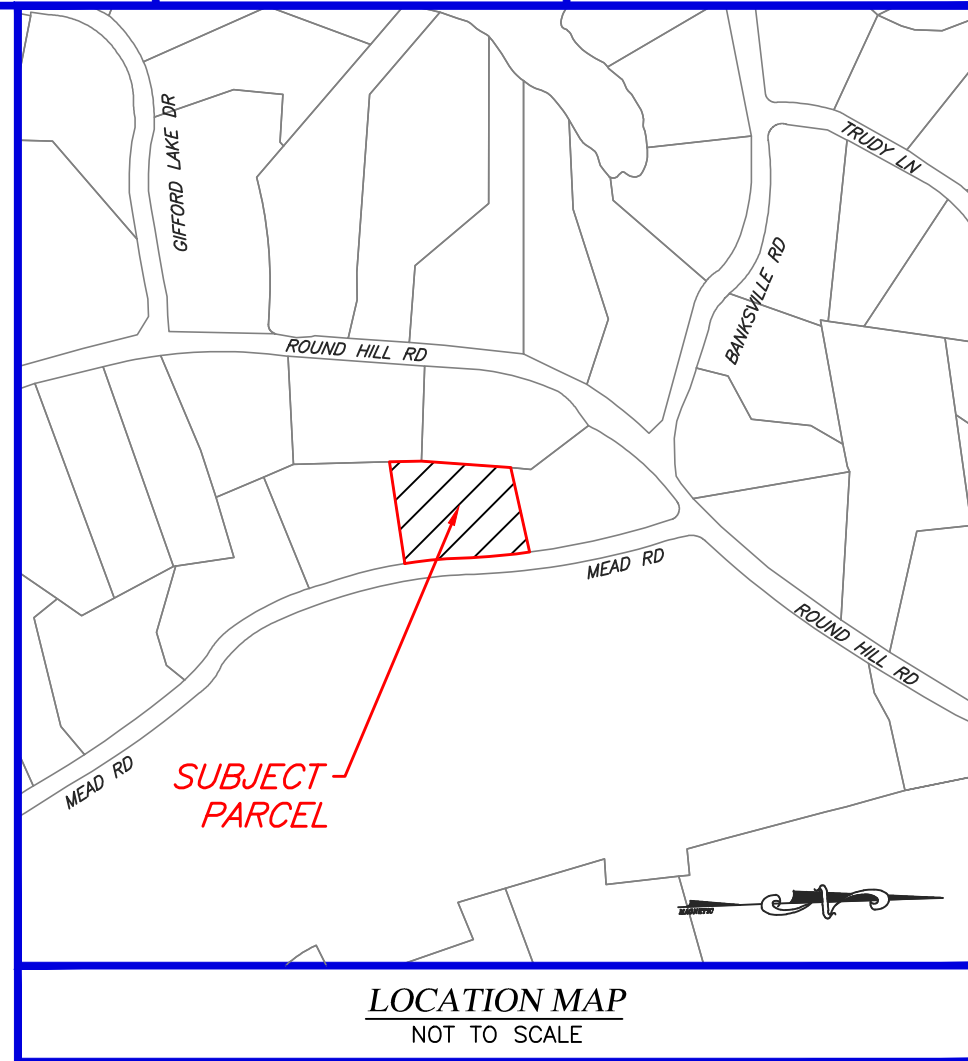 GIFFORD LAKE DR
TRUDY LN
BANKSVILLE RD
ROUND HILL RD
MEAD RD
ROUND HILL RD
MEAD RD
SUBJECT
PARCEL
MAGNETIC
N
LOCATION MAP
NOT TO SCALE